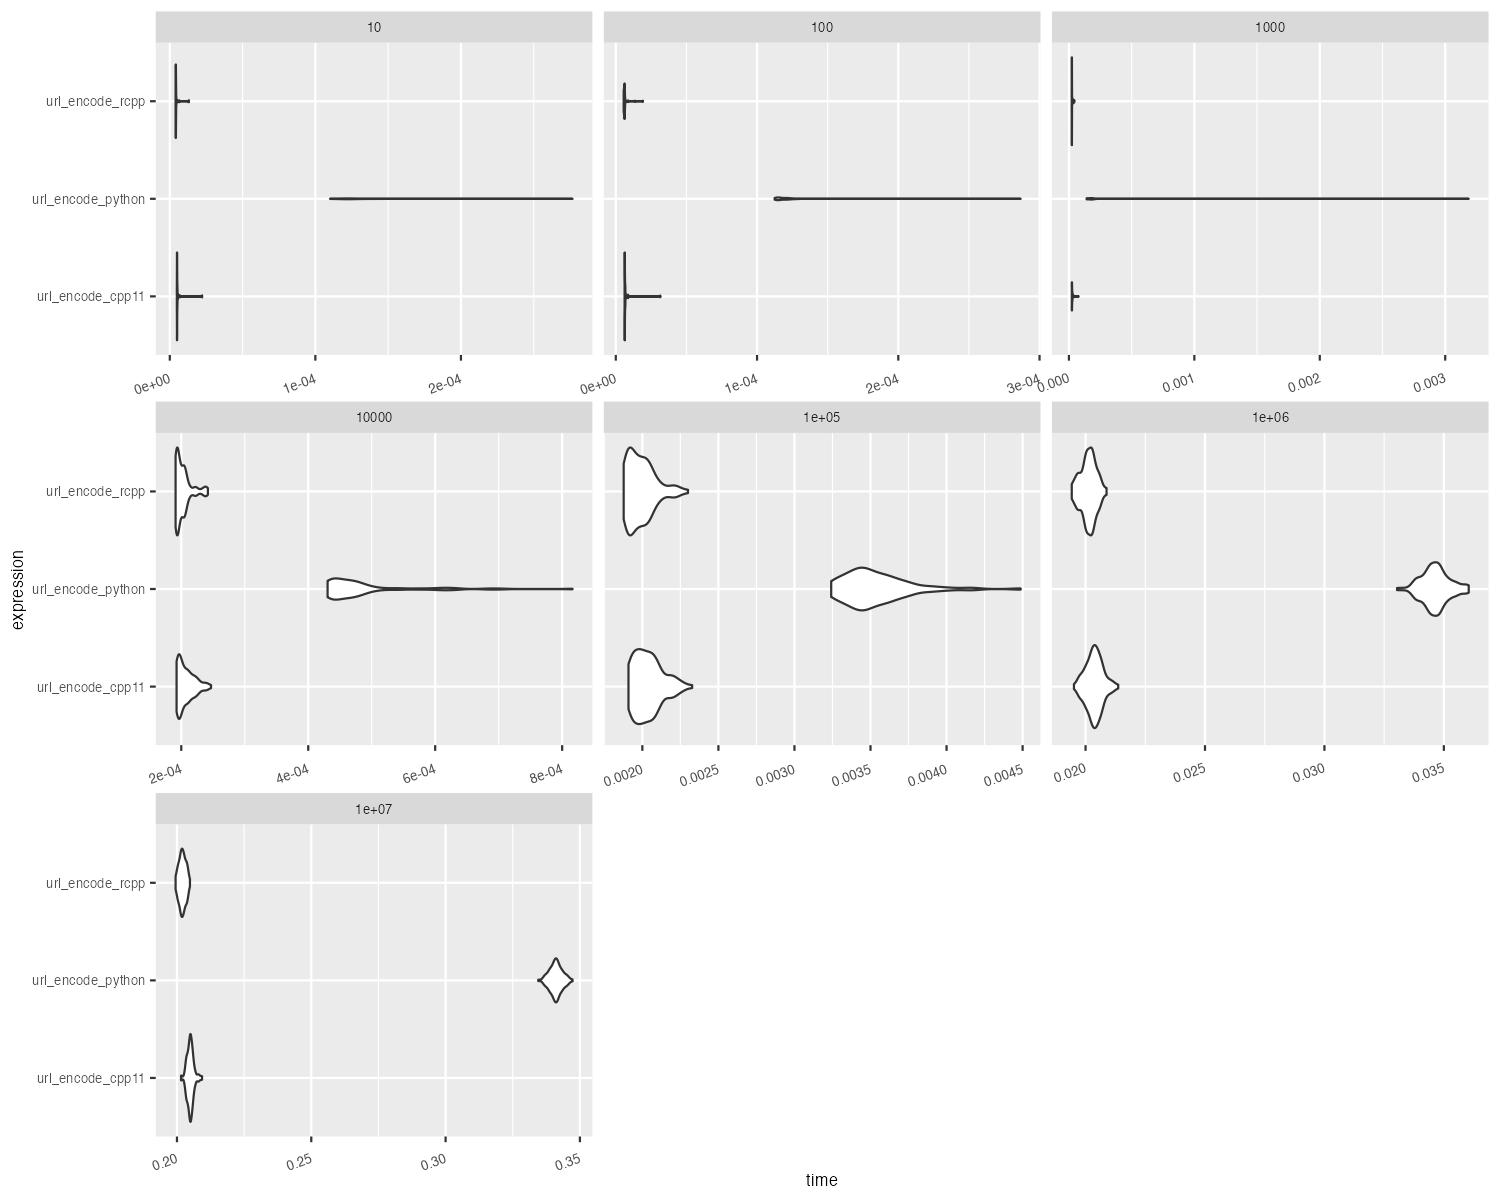 10
100
1000
url_encode_rcpp
url_encode_python
url_encode_cpp11
0e+00 1e-04 2e-04
0e+00 1e-04 2e-04 3e-04
0.000 0.001 0.002 0.003
10000
1e+05
1e+06
url_encode_rcpp
url_encode_python
url_encode_cpp11
2e-04 4e-04 6e-04 8e-04
0.0020 0.0025 0.0030 0.0035 0.0040 0.0045
0.020 0.025 0.030 0.035
expression
1e+07
url_encode_rcpp
url_encode_python
url_encode_cpp11
0.20 0.25 0.30 0.35
time